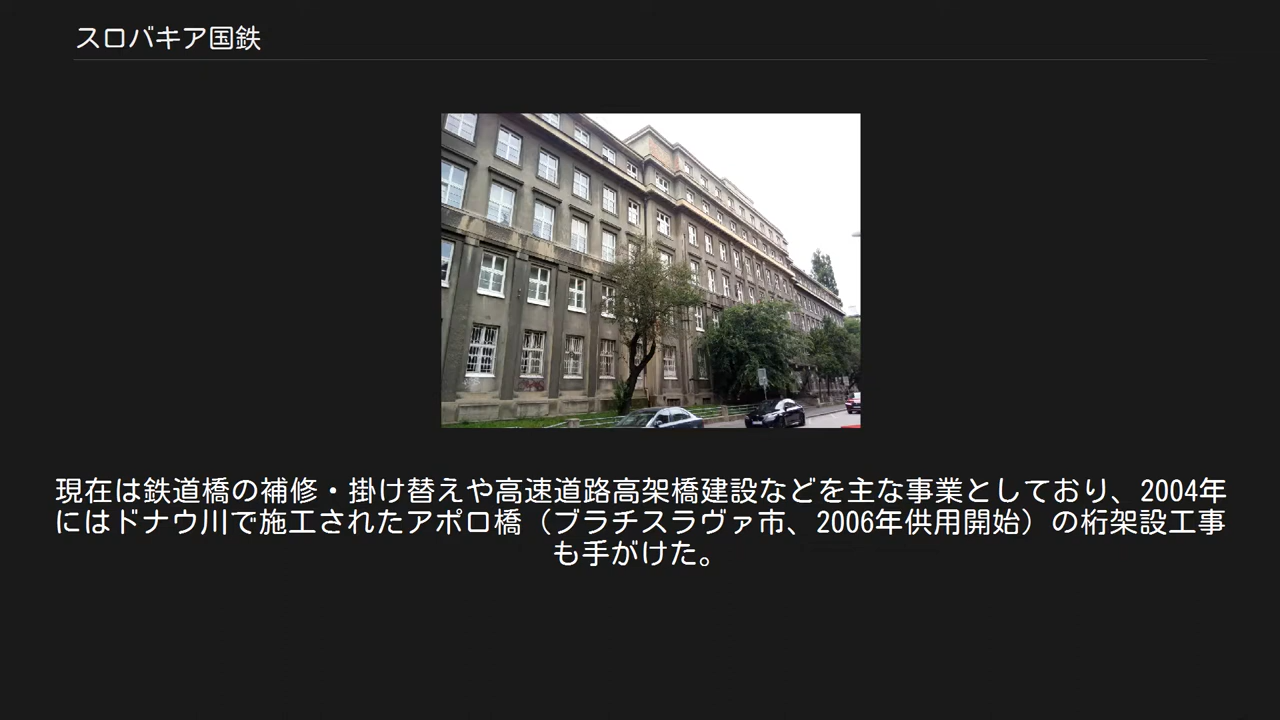 スロバキア国鉄
現在は鉄道橋の補修・掛け替えや高速道路高架橋建設などを主な事業としており、2004年
にはドナウ川で施工されたアポロ橋（ブラチスラヴァ市、2006年供用開始）の桁架設工事
も手がけた。